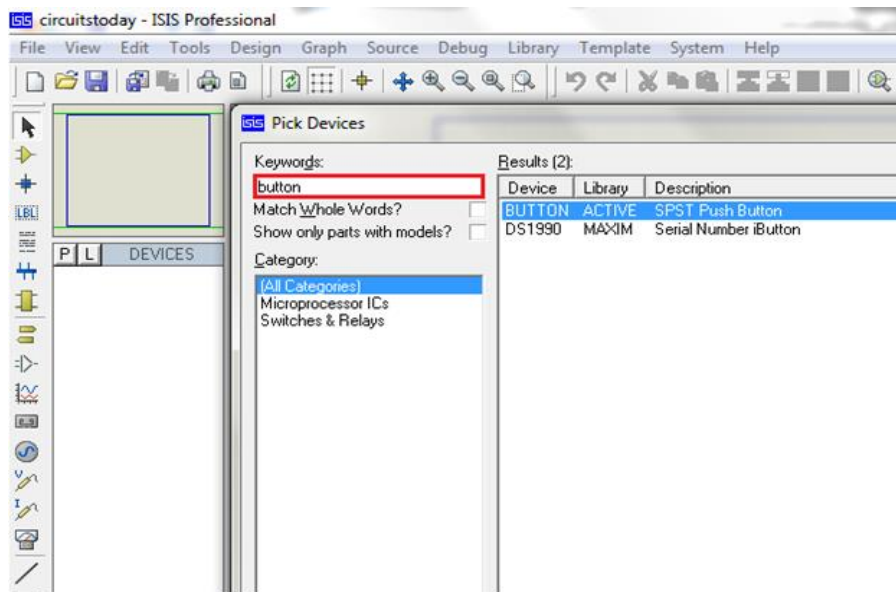 isis circuitstoday - ISIS Professional
File View Edit Tools Design Graph Source Debug Library Template System Help
isis Pick Devices
Keywords:
button
Match Whole Words?
Show only parts with models?
Category:
(All Categories)
Microprocessor ICs
Switches & Relays
Results (2):
Device Library Description
BUTTON ACTIVE SPST Push Button
DS1990 MAXIM Serial Number iButton
P L DEVICES
LBL
V
I